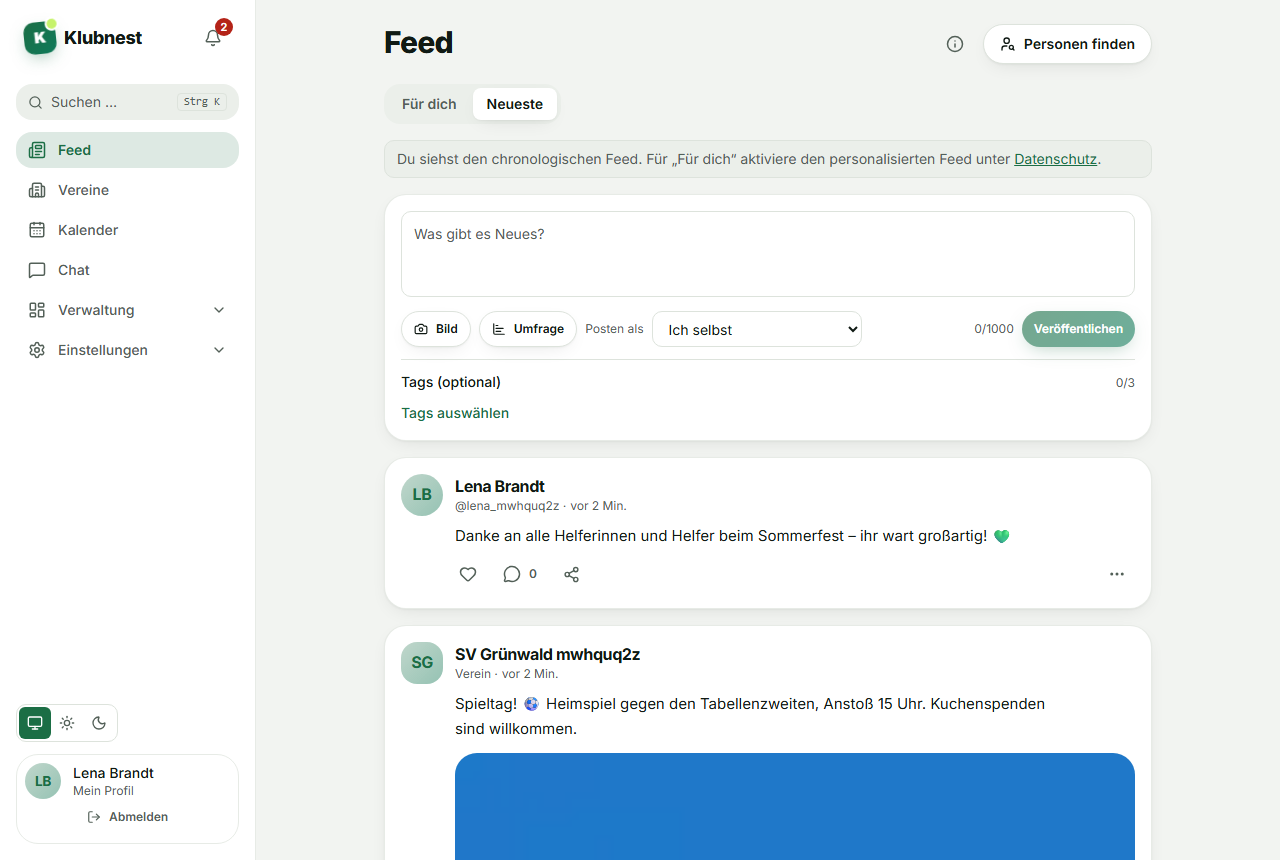 K Klubnest 2
Suchen ... Strg K
Feed
Vereine
Kalender
Chat
Verwaltung
Einstellungen
LB Lena Brandt
Mein Profil
Abmelden
Feed
Personen finden
Für dich Neueste
Du siehst den chronologischen Feed. Für „Für dich“ aktiviere den personalisierten Feed unter Datenschutz.
Was gibt es Neues?
Bild Umfrage Posten als Ich selbst 0/1000 Veröffentlichen
Tags (optional) 0/3
Tags auswählen
LB Lena Brandt
@lena_mwhquq2z · vor 2 Min.
Danke an alle Helferinnen und Helfer beim Sommerfest – ihr wart großartig! 💚
0
SG SV Grünwald mwhquq2z
Verein · vor 2 Min.
Spieltag! ⚽ Heimspiel gegen den Tabellenzweiten, Anstoß 15 Uhr. Kuchenspenden
sind willkommen.